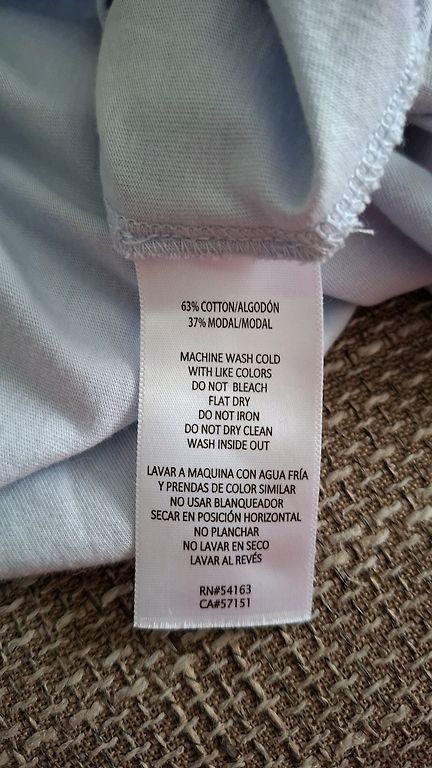 63% COTTON/ALGODÓN
37% MODAL/MODAL
MACHINE WASH COLD
WITH LIKE COLORS
DO NOT BLEACH
FLAT DRY
DO NOT IRON
DO NOT DRY CLEAN
WASH INSIDE OUT
LAVAR A MAQUINA CON AGUA FRÍA
Y PRENDAS DE COLOR SIMILAR
NO USAR BLANQUEADOR
SECAR EN POSICIÓN HORIZONTAL
NO PLANCHAR
NO LAVAR EN SECO
LAVAR AL REVÉS
RN#54163
CA#57151